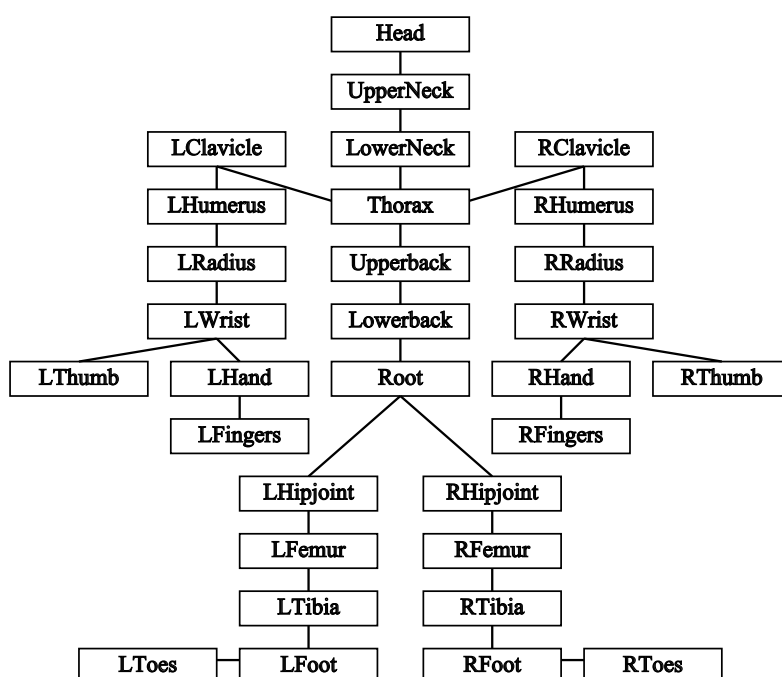 Head
UpperNeck
LClavicle LowerNeck RClavicle
LHumerus Thorax RHumerus
LRadius Upperback RRadius
LWrist Lowerback RWrist
LThumb LHand Root RHand RThumb
LFingers RFingers
LHipjoint RHipjoint
LFemur RFemur
LTibia RTibia
LToes LFoot RFoot RToes